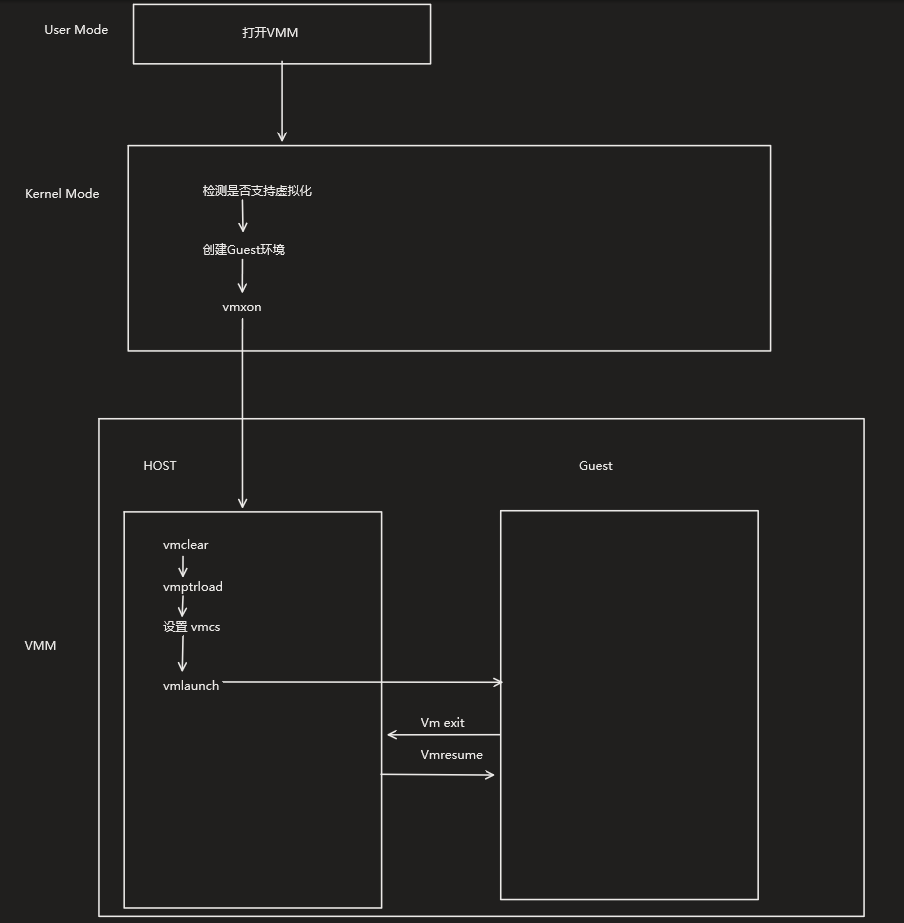 User Mode
打开VMM
Kernel Mode
检测是否支持虚拟化
创建Guest环境
vmxon
HOST
Guest
vmclear
vmptrload
设置 vmcs
VMM
vmlaunch
Vm exit
Vmresume